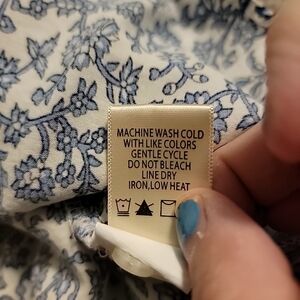 MACHINE WASH COLD
WITH LIKE COLORS
GENTLE CYCLE
DO NOT BLEACH
LINE DRY
IRON,LOW HEAT